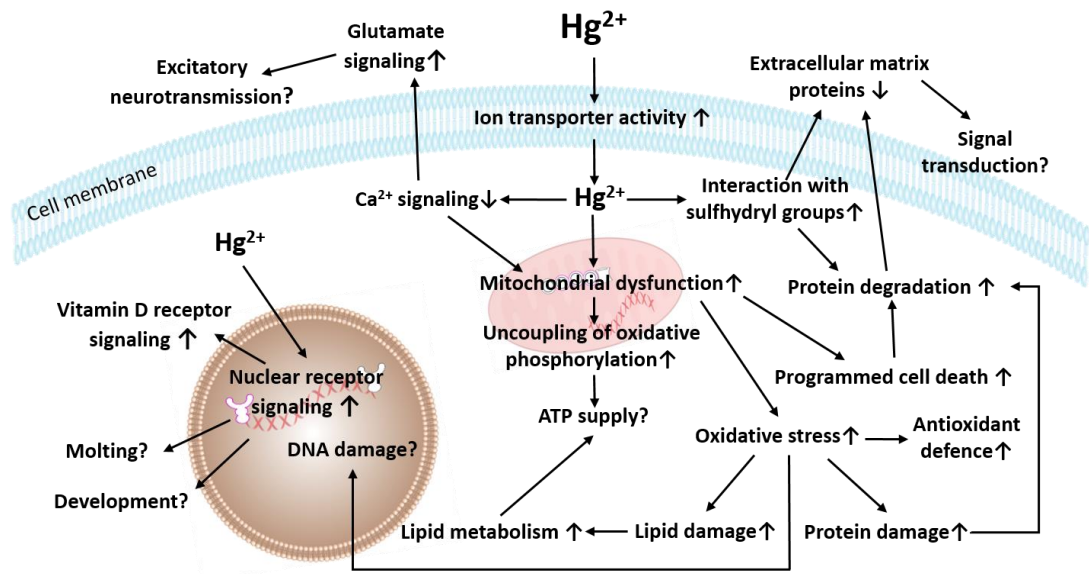 Hg²⁺
Glutamate
signaling↑
Excitatory
neurotransmission?
Extracellular matrix
proteins ↓
Signal
transduction?
Ion transporter activity ↑
Cell membrane
Ca²⁺ signaling↓
Hg²⁺
Interaction with
sulfhydryl groups↑
Hg²⁺
Mitochondrial dysfunction ↑
Protein degradation ↑
Vitamin D receptor
signaling ↑
Uncoupling of oxidative
phosphorylation↑
Nuclear receptor
signaling ↑
Programmed cell death ↑
ATP supply?
Oxidative stress↑
Antioxidant
defence↑
Molting?
DNA damage?
Development?
Lipid metabolism ↑
Lipid damage↑
Protein damage↑